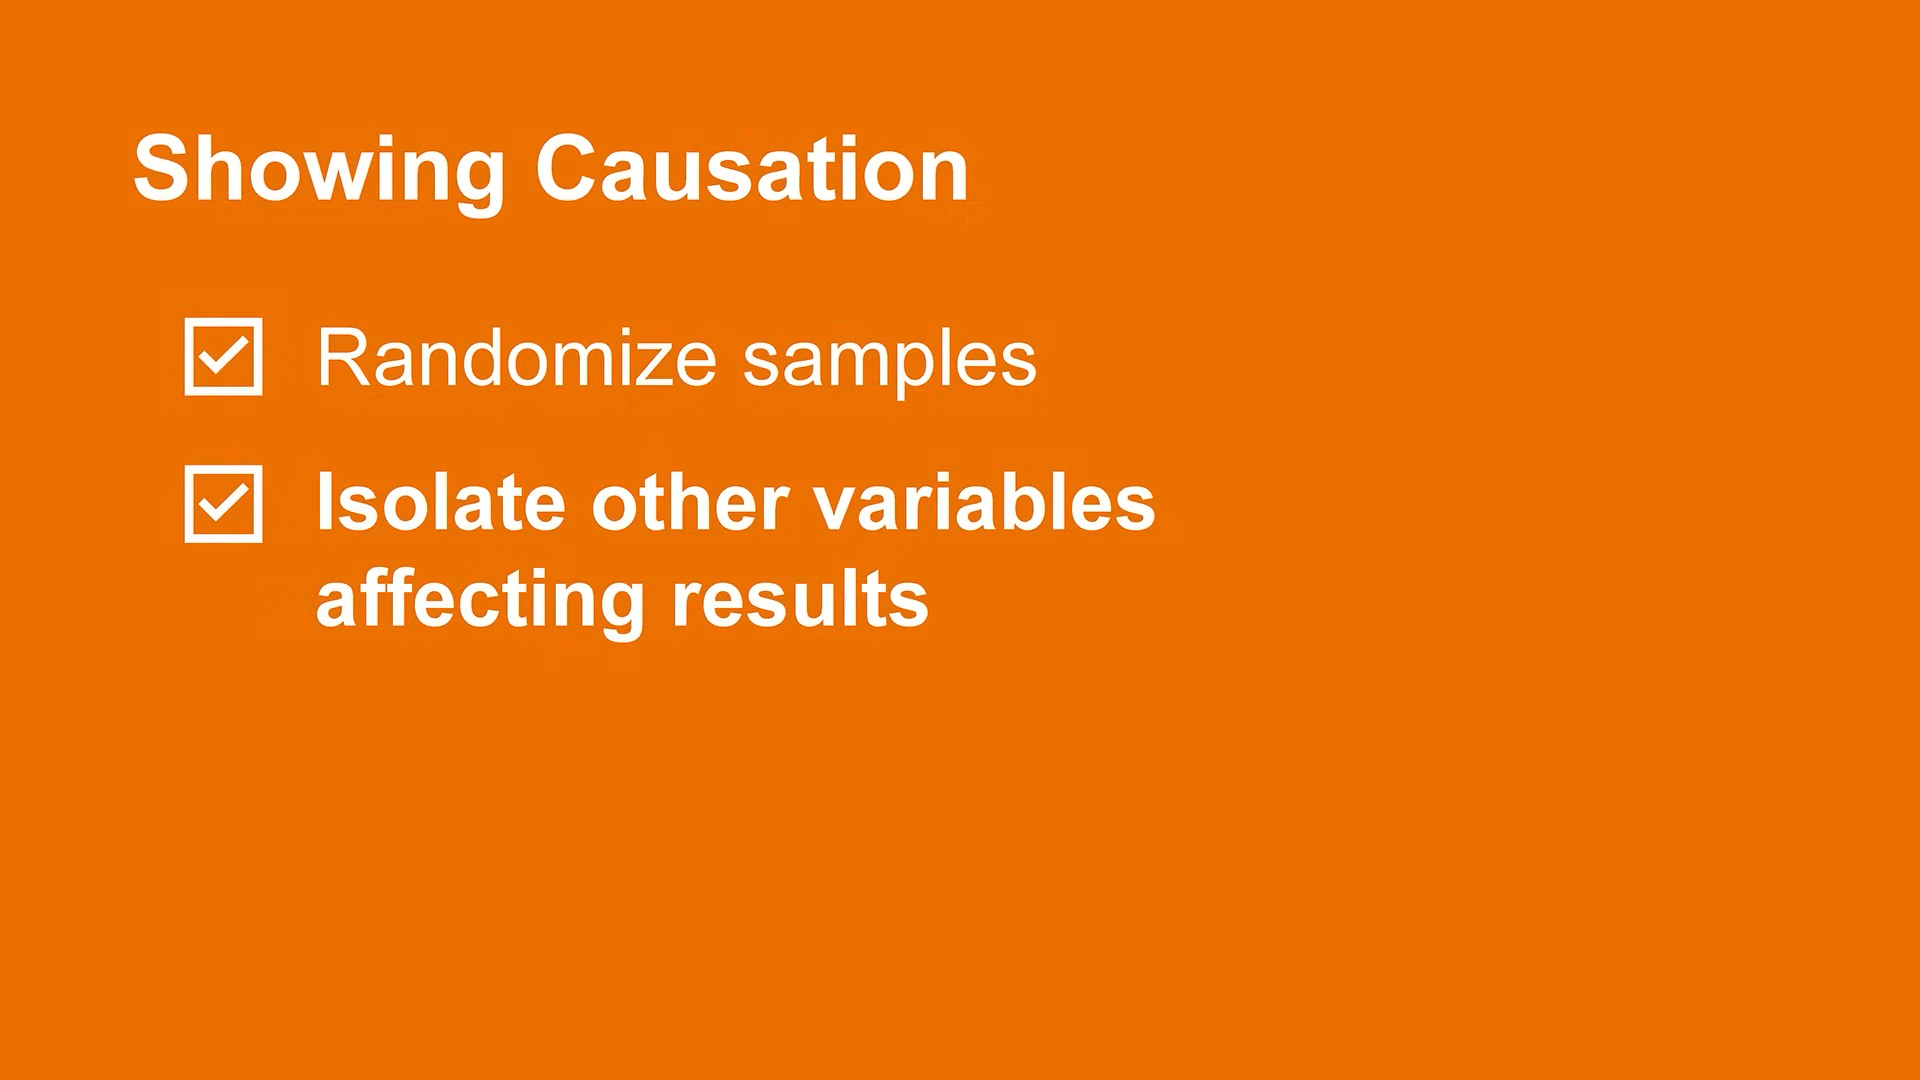 Showing Causation
Randomize samples
Isolate other variables
affecting results